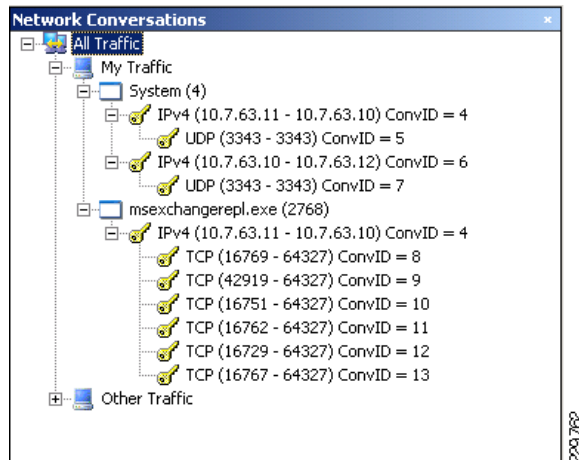 Network Conversations
All Traffic
My Traffic
System (4)
IPv4 (10.7.63.11 - 10.7.63.10) ConvID = 4
UDP (3343 - 3343) ConvID = 5
IPv4 (10.7.63.10 - 10.7.63.12) ConvID = 6
UDP (3343 - 3343) ConvID = 7
msexchangerepl.exe (2768)
IPv4 (10.7.63.11 - 10.7.63.10) ConvID = 4
TCP (16769 - 64327) ConvID = 8
TCP (42919 - 64327) ConvID = 9
TCP (16751 - 64327) ConvID = 10
TCP (16762 - 64327) ConvID = 11
TCP (16729 - 64327) ConvID = 12
TCP (16767 - 64327) ConvID = 13
Other Traffic
229762